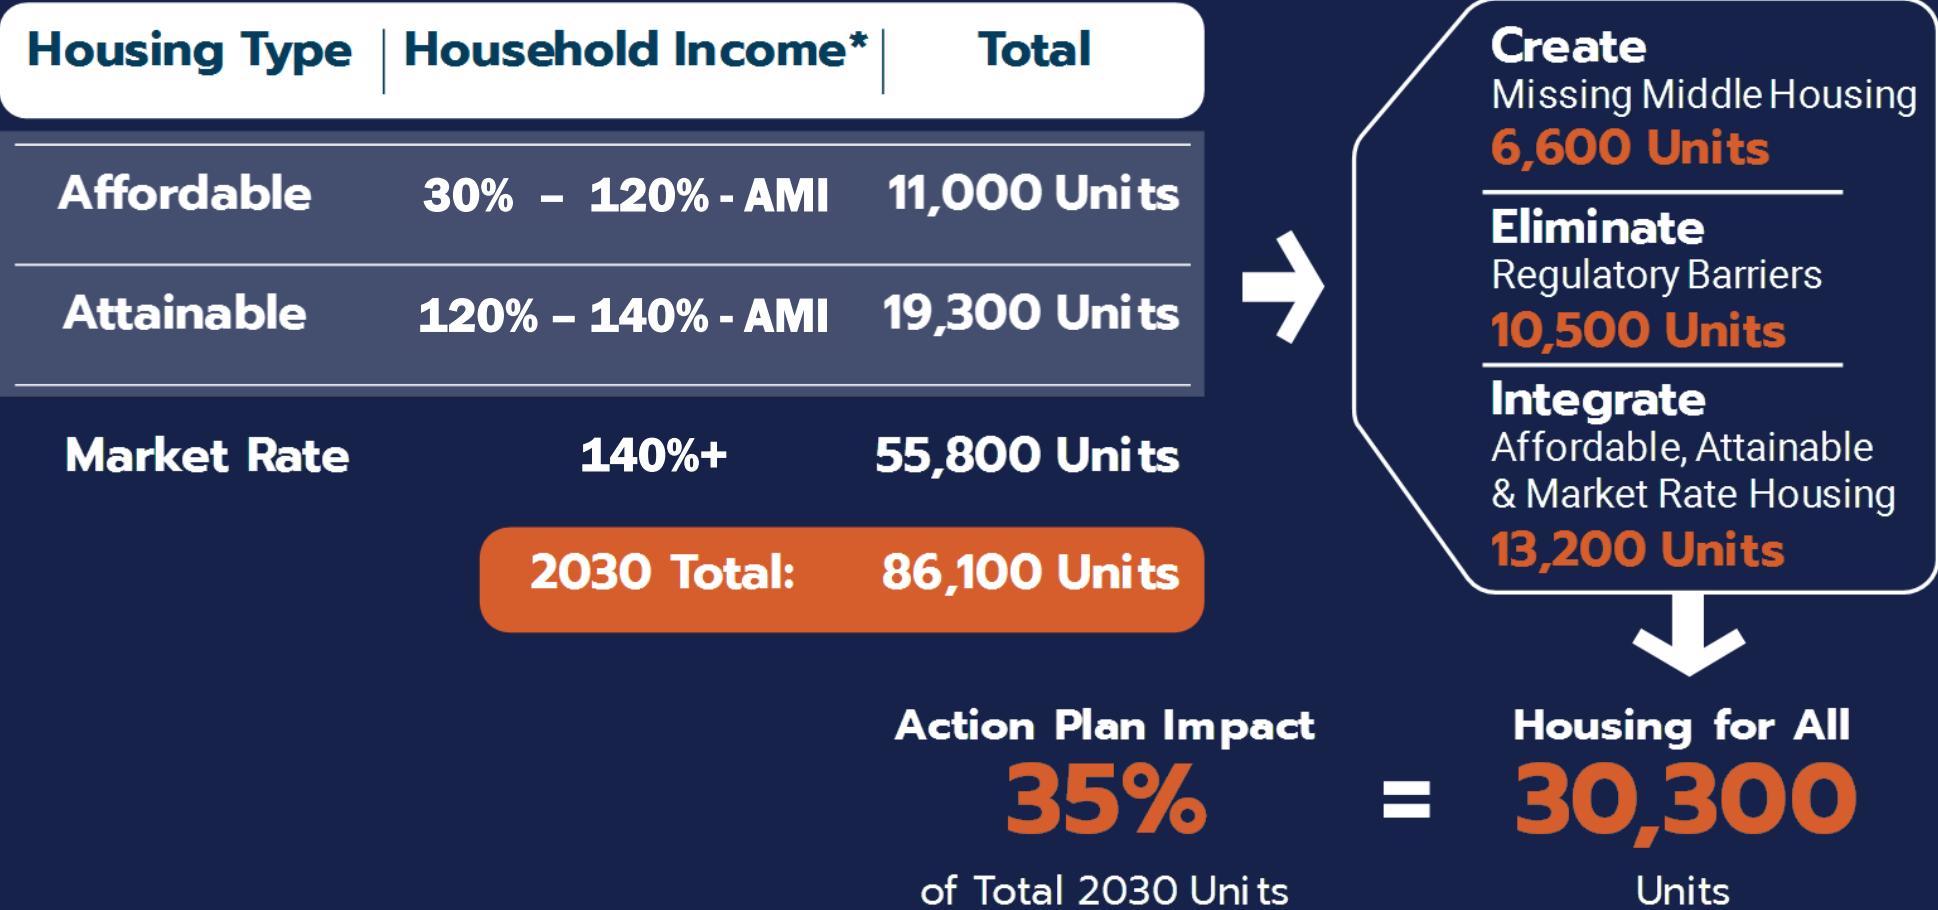 Housing Type Household Income* Total
Affordable 30% – 120% - AMI 11,000 Units
Attainable 120% – 140% - AMI 19,300 Units
Market Rate 140%+ 55,800 Units
2030 Total: 86,100 Units
Create
Missing Middle Housing
6,600 Units
Eliminate
Regulatory Barriers
10,500 Units
Integrate
Affordable, Attainable
& Market Rate Housing
13,200 Units
Action Plan Impact
35%
of Total 2030 Units
=
Housing for All
30,300
Units